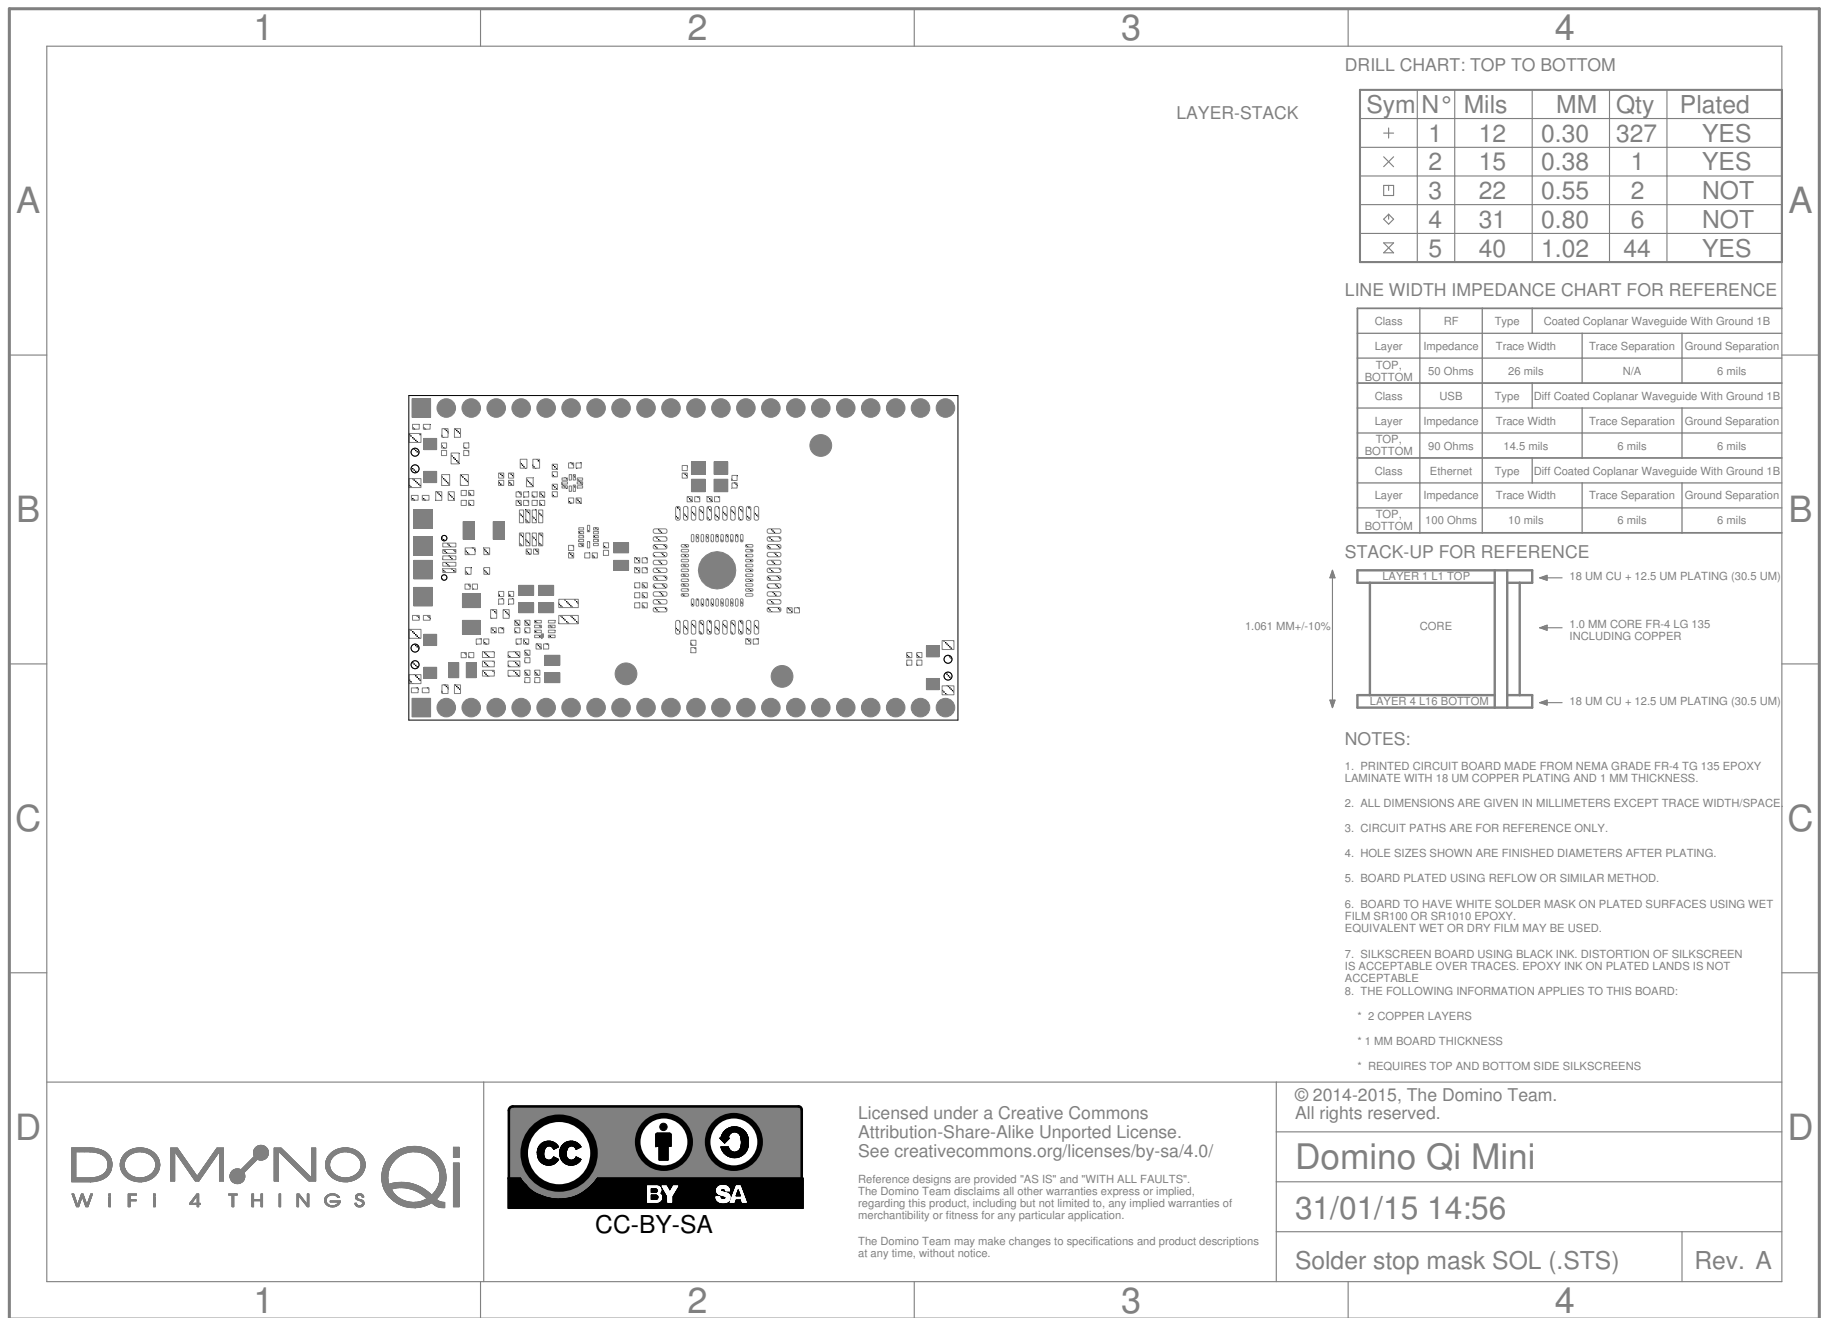 1 2 3 4
A A
B B
C C
D D
LAYER-STACK
DRILL CHART: TOP TO BOTTOM
Sym N° Mils MM Qty Plated
+ 1 12 0.30 327 YES
× 2 15 0.38 1 YES
3 22 0.55 2 NOT
4 31 0.80 6 NOT
5 40 1.02 44 YES
LINE WIDTH IMPEDANCE CHART FOR REFERENCE
Class RF Type Coated Coplanar Waveguide With Ground 1B
Layer Impedance Trace Width Trace Separation Ground Separation
TOP, BOTTOM 50 Ohms 26 mils N/A 6 mils
Class USB Type Diff Coated Coplanar Waveguide With Ground 1B
Layer Impedance Trace Width Trace Separation Ground Separation
TOP, BOTTOM 90 Ohms 14.5 mils 6 mils 6 mils
Class Ethernet Type Diff Coated Coplanar Waveguide With Ground 1B
Layer Impedance Trace Width Trace Separation Ground Separation
TOP, BOTTOM 100 Ohms 10 mils 6 mils 6 mils
STACK-UP FOR REFERENCE
LAYER 1 L1 TOP 18 UM CU + 12.5 UM PLATING (30.5 UM)
1.061 MM+/-10% CORE 1.0 MM CORE FR-4 LG 135
INCLUDING COPPER
LAYER 4 L16 BOTTOM 18 UM CU + 12.5 UM PLATING (30.5 UM)
NOTES:
1. PRINTED CIRCUIT BOARD MADE FROM NEMA GRADE FR-4 TG 135 EPOXY
LAMINATE WITH 18 UM COPPER PLATING AND 1 MM THICKNESS.
2. ALL DIMENSIONS ARE GIVEN IN MILLIMETERS EXCEPT TRACE WIDTH/SPACE
3. CIRCUIT PATHS ARE FOR REFERENCE ONLY.
4. HOLE SIZES SHOWN ARE FINISHED DIAMETERS AFTER PLATING.
5. BOARD PLATED USING REFLOW OR SIMILAR METHOD.
6. BOARD TO HAVE WHITE SOLDER MASK ON PLATED SURFACES USING WET
FILM SR100 OR SR1010 EPOXY.
EQUIVALENT WET OR DRY FILM MAY BE USED.
7. SILKSCREEN BOARD USING BLACK INK. DISTORTION OF SILKSCREEN
IS ACCEPTABLE OVER TRACES. EPOXY INK ON PLATED LANDS IS NOT
ACCEPTABLE
8. THE FOLLOWING INFORMATION APPLIES TO THIS BOARD:
* 2 COPPER LAYERS
* 1 MM BOARD THICKNESS
* REQUIRES TOP AND BOTTOM SIDE SILKSCREENS
DOMINO Qi
WIFI 4 THINGS
CC BY SA
CC-BY-SA
Licensed under a Creative Commons
Attribution-Share-Alike Unported License.
See creativecommons.org/licenses/by-sa/4.0/
Reference designs are provided "AS IS" and "WITH ALL FAULTS".
The Domino Team disclaims all other warranties express or implied,
regarding this product, including but not limited to, any implied warranties of
merchantibility or fitness for any particular application.
The Domino Team may make changes to specifications and product descriptions
at any time, without notice.
© 2014-2015, The Domino Team.
All rights reserved.
Domino Qi Mini
31/01/15 14:56
Solder stop mask SOL (.STS) Rev. A
1 2 3 4